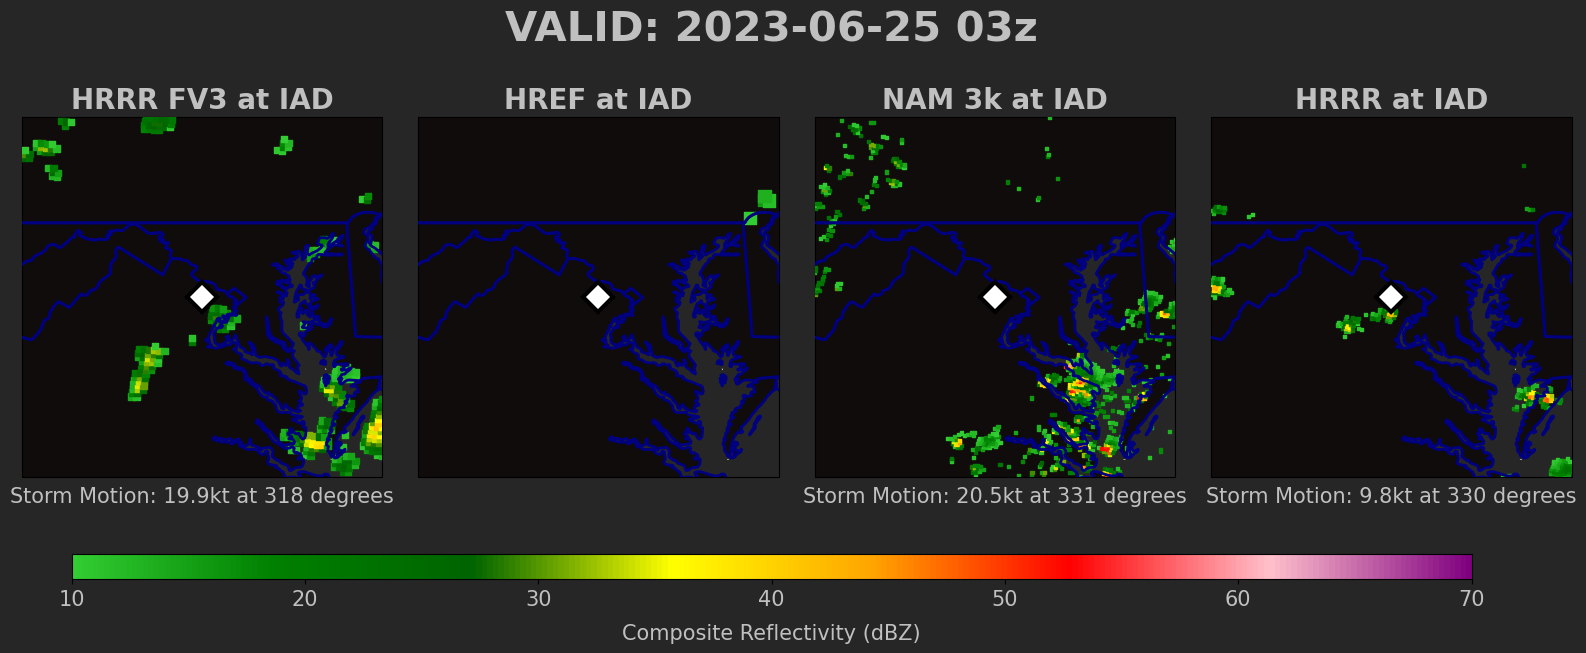 VALID: 2023-06-25 03z
HRRR FV3 at IAD
HREF at IAD
NAM 3k at IAD
HRRR at IAD
Storm Motion: 19.9kt at 318 degrees
Storm Motion: 20.5kt at 331 degrees
Storm Motion: 9.8kt at 330 degrees
10 20 30 40 50 60 70
Composite Reflectivity (dBZ)